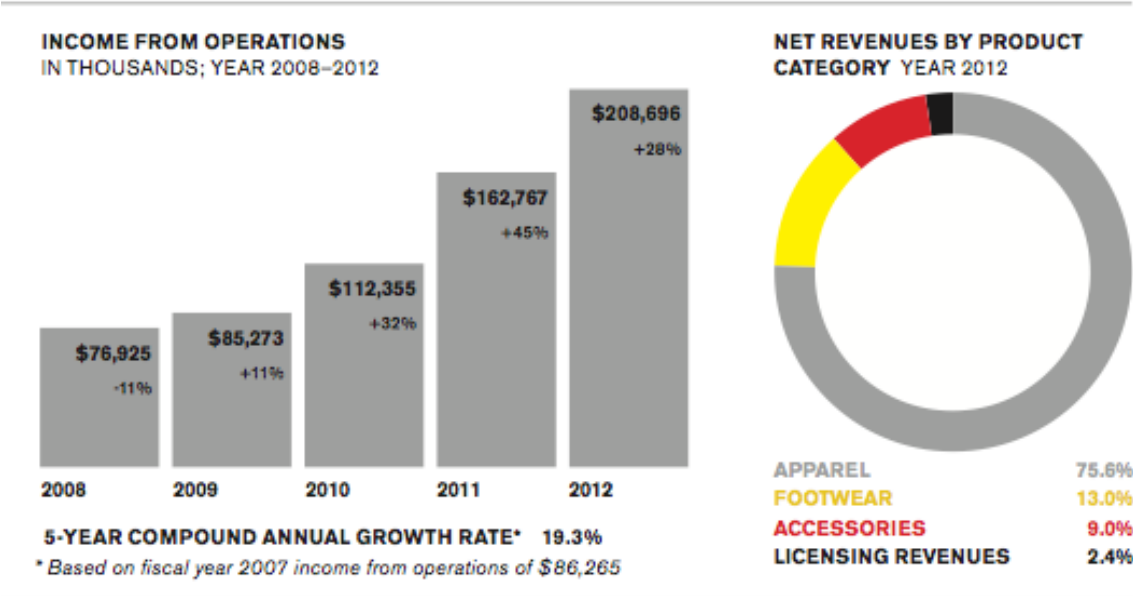 INCOME FROM OPERATIONS
IN THOUSANDS; YEAR 2008–2012
$76,925
-11%
$85,273
+11%
$112,355
+32%
$162,767
+45%
$208,696
+28%
2008
2009
2010
2011
2012
5-YEAR COMPOUND ANNUAL GROWTH RATE* 19.3%
* Based on fiscal year 2007 income from operations of $86,265
NET REVENUES BY PRODUCT
CATEGORY YEAR 2012
APPAREL 75.6%
FOOTWEAR 13.0%
ACCESSORIES 9.0%
LICENSING REVENUES 2.4%